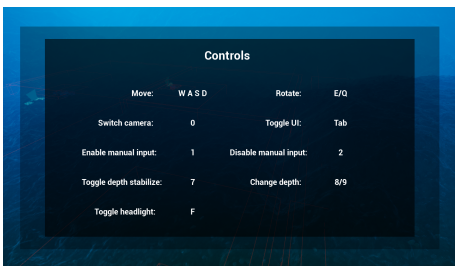 Controls
Move: W A S D Rotate: E/Q
Switch camera: 0 Toggle UI: Tab
Enable manual input: 1 Disable manual input: 2
Toggle depth stabilize: 7 Change depth: 8/9
Toggle headlight: F